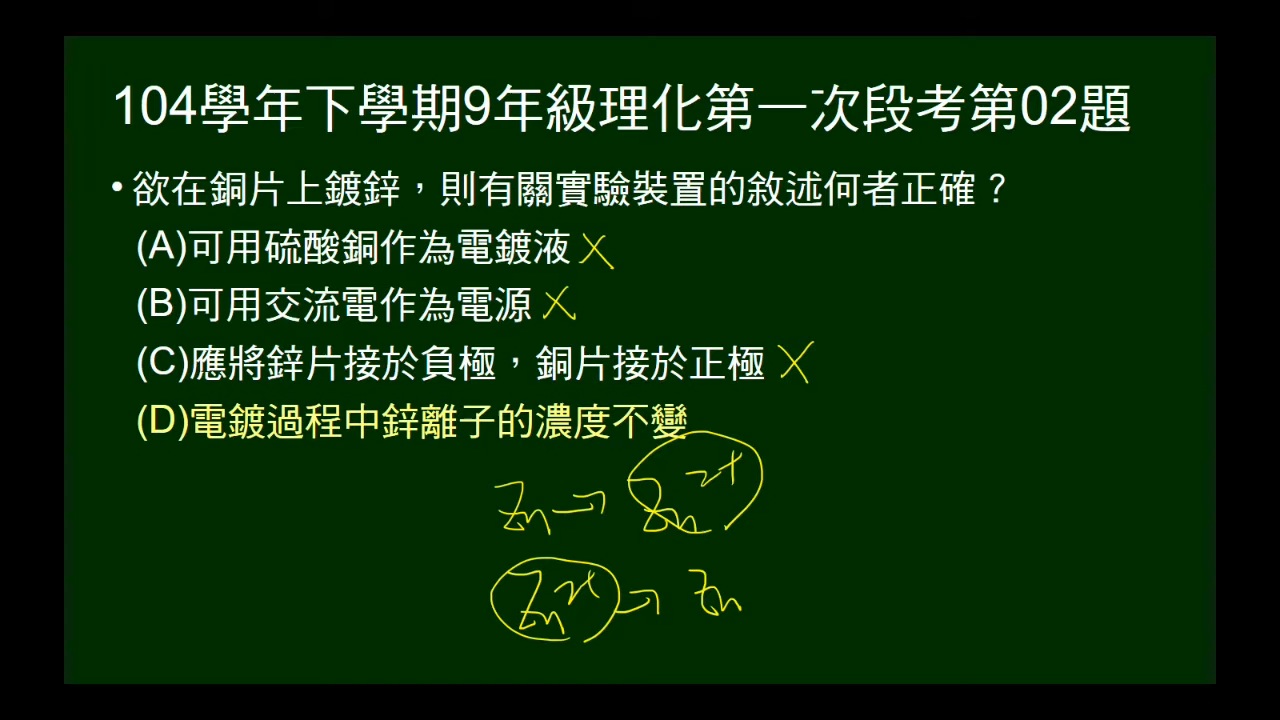 104學年下學期9年級理化第一次段考第02題
• 欲在銅片上鍍鋅，則有關實驗裝置的敘述何者正確？
(A)可用硫酸銅作為電鍍液 X
(B)可用交流電作為電源 X
(C)應將鋅片接於負極，銅片接於正極 X
(D)電鍍過程中鋅離子的濃度不變
Zn → Zn²⁺
Zn²⁺ → Zn